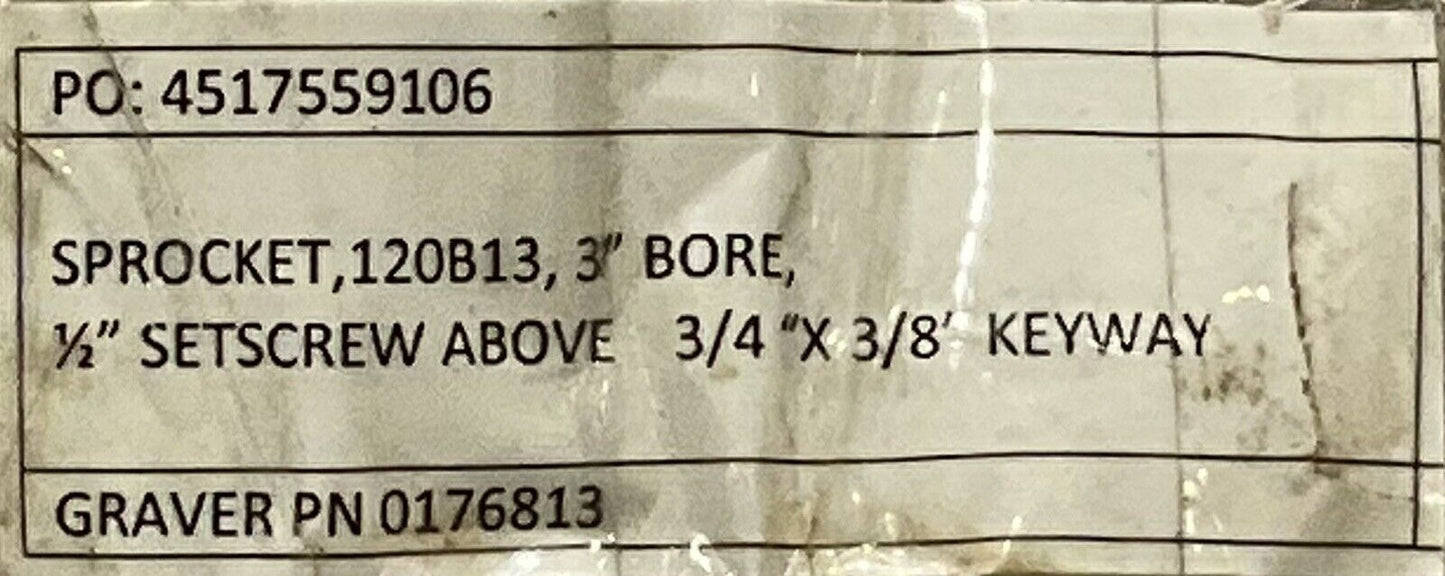 PO: 4517559106
SPROCKET,120B13, 3” BORE,
½” SETSCREW ABOVE 3/4 “X 3/8’ KEYWAY
GRAVER PN 0176813